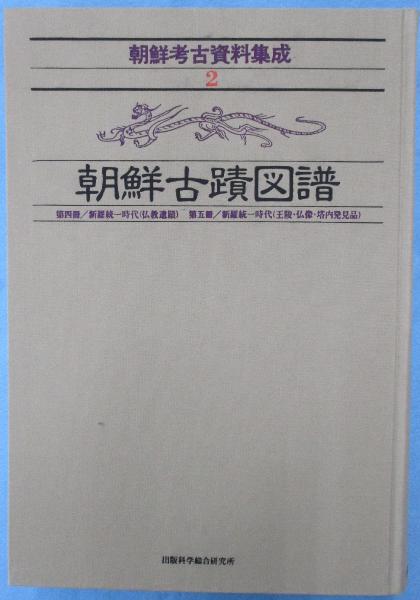 朝鮮考古資料集成
2
朝鮮古蹟図譜
第四冊／新羅統一時代(仏教遺蹟) 第五冊／新羅統一時代(王陵・仏像・塔内発見品)
出版科学総合研究所